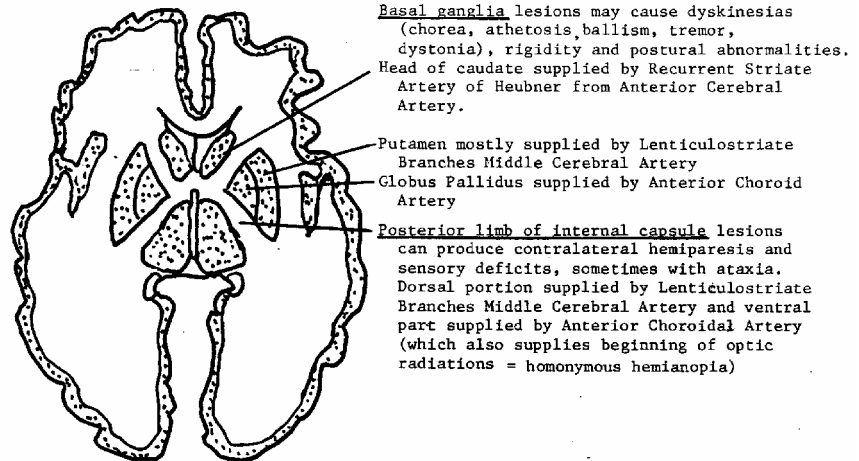 Basal ganglia lesions may cause dyskinesias
(chorea, athetosis, ballism, tremor,
dystonia), rigidity and postural abnormalities.
Head of caudate supplied by Recurrent Striate
Artery of Heubner from Anterior Cerebral
Artery.
Putamen mostly supplied by Lenticulostriate
Branches Middle Cerebral Artery
Globus Pallidus supplied by Anterior Choroid
Artery
Posterior limb of internal capsule lesions
can produce contralateral hemiparesis and
sensory deficits, sometimes with ataxia.
Dorsal portion supplied by Lenticulostriate
Branches Middle Cerebral Artery and ventral
part supplied by Anterior Choroidal Artery
(which also supplies beginning of optic
radiations = homonymous hemianopia)